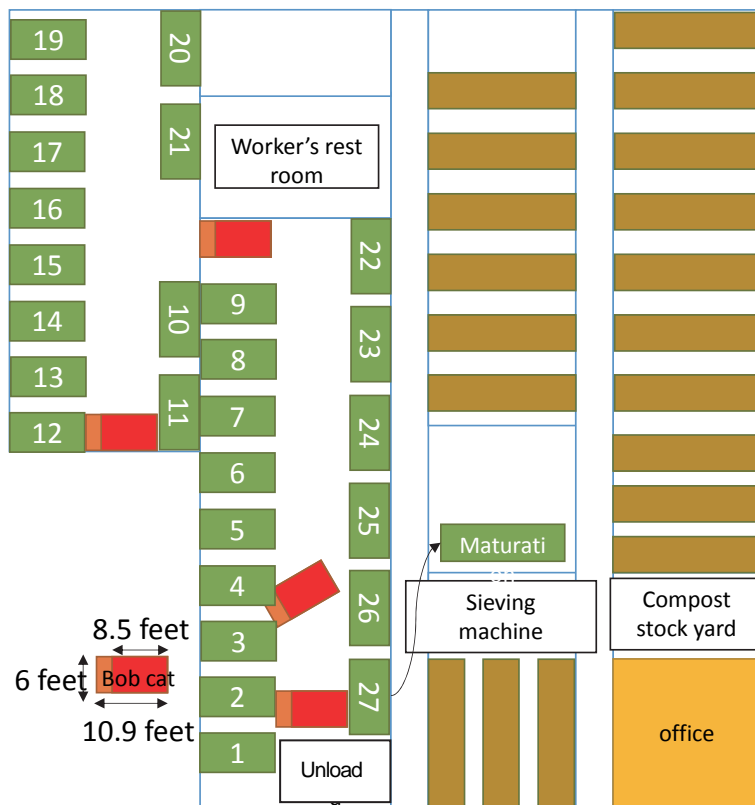 19
20
18
21
17
Worker's rest
room
16
22
15
10
9
14
23
8
13
11
7
24
12
6
25
5
Maturati
on
4
26
Sieving
machine
Compost
stock yard
8.5 feet
3
6 feet
Bob cat
2
27
10.9 feet
office
1
Unload